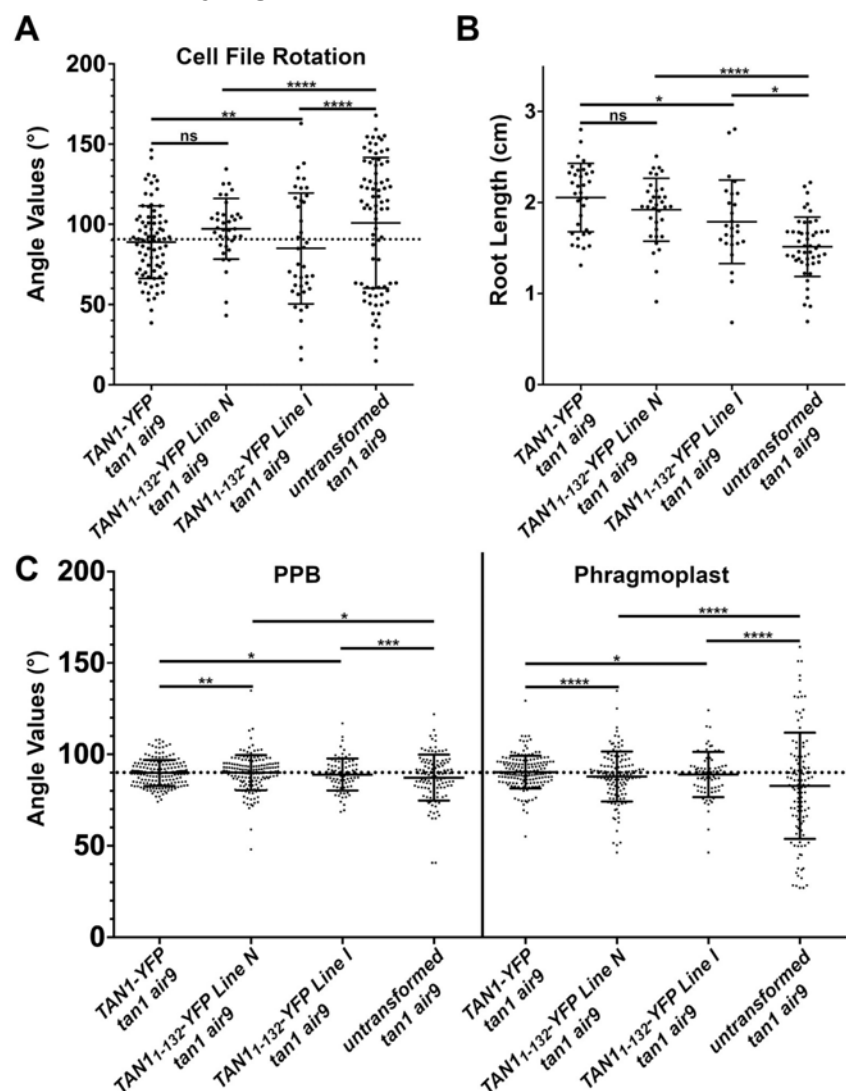 A
Cell File Rotation
Angle Values (°)
200
150
100
50
0
****
** ****
ns
TAN1-YFP
tan1 air9
TAN1₁₋₁₃₂-YFP Line N
tan1 air9
TAN1₁₋₁₃₂-YFP Line I
tan1 air9
untransformed
tan1 air9
B
Root Length (cm)
3
2
1
0
****
* *
ns
TAN1-YFP
tan1 air9
TAN1₁₋₁₃₂-YFP Line N
tan1 air9
TAN1₁₋₁₃₂-YFP Line I
tan1 air9
untransformed
tan1 air9
C
PPB
Phragmoplast
Angle Values (°)
200
150
100
50
0
*
***
*
**
****
****
*
****
TAN1-YFP
tan1 air9
TAN1₁₋₁₃₂-YFP Line N
tan1 air9
TAN1₁₋₁₃₂-YFP Line I
tan1 air9
untransformed
tan1 air9
TAN1-YFP
tan1 air9
TAN1₁₋₁₃₂-YFP Line N
tan1 air9
TAN1₁₋₁₃₂-YFP Line I
tan1 air9
untransformed
tan1 air9